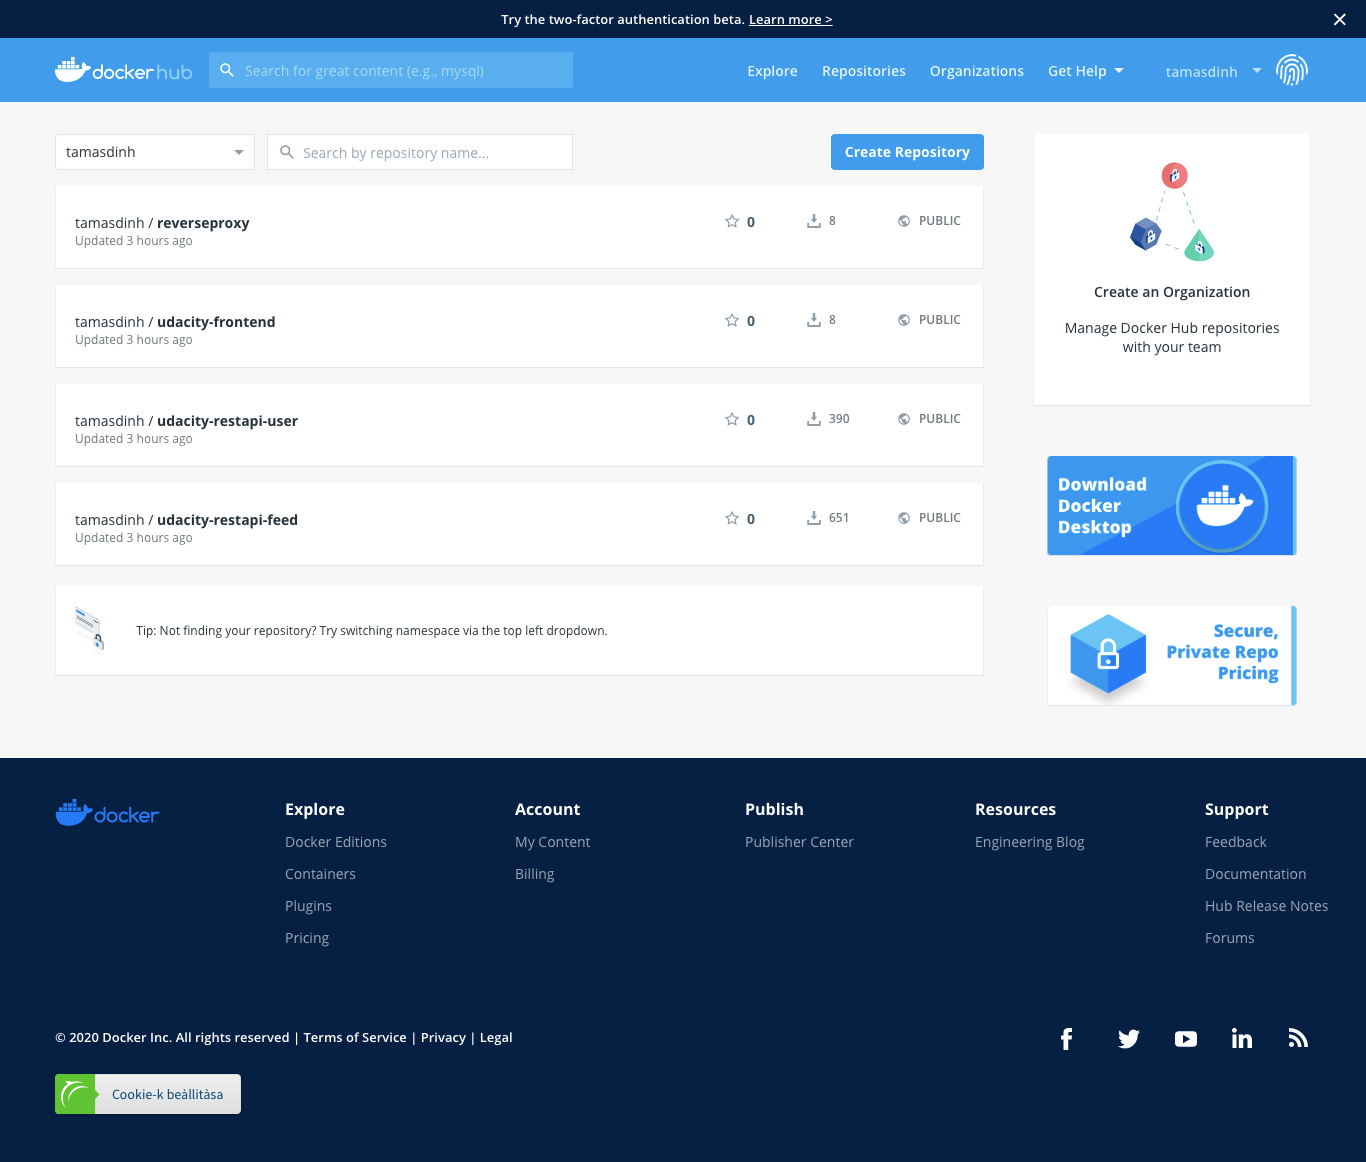 Try the two-factor authentication beta. Learn more >
docker hub
Search for great content (e.g., mysql)
Explore
Repositories
Organizations
Get Help
tamasdinh
tamasdinh
Search by repository name...
Create Repository
tamasdinh / reverseproxy
Updated 3 hours ago
0
8
PUBLIC
tamasdinh / udacity-frontend
Updated 3 hours ago
0
8
PUBLIC
tamasdinh / udacity-restapi-user
Updated 3 hours ago
0
390
PUBLIC
tamasdinh / udacity-restapi-feed
Updated 3 hours ago
0
651
PUBLIC
Tip: Not finding your repository? Try switching namespace via the top left dropdown.
Create an Organization
Manage Docker Hub repositories
with your team
Download
Docker
Desktop
Secure,
Private Repo
Pricing
docker
Explore
Docker Editions
Containers
Plugins
Pricing
Account
My Content
Billing
Publish
Publisher Center
Resources
Engineering Blog
Support
Feedback
Documentation
Hub Release Notes
Forums
© 2020 Docker Inc. All rights reserved | Terms of Service | Privacy | Legal
Cookie-k beàllitàsa